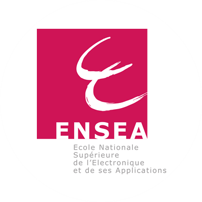 ENSEA
Ecole Nationale
Supérieure
de l'Electronique
et de ses Applications